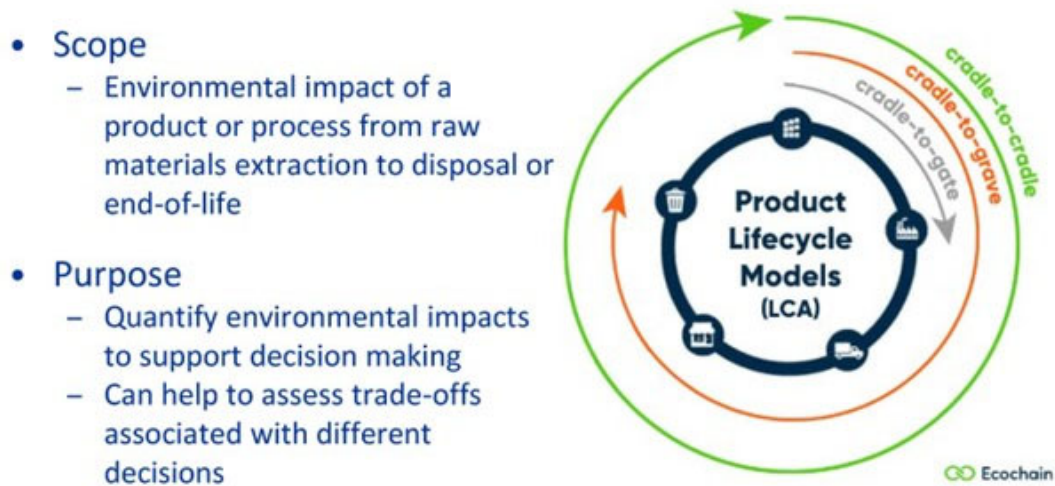 • Scope
– Environmental impact of a
product or process from raw
materials extraction to disposal or
end-of-life
• Purpose
– Quantify environmental impacts
to support decision making
– Can help to assess trade-offs
associated with different
decisions
cradle-to-cradle
cradle-to-grave
cradle-to-gate
Product
Lifecycle
Models
(LCA)
Ecochain